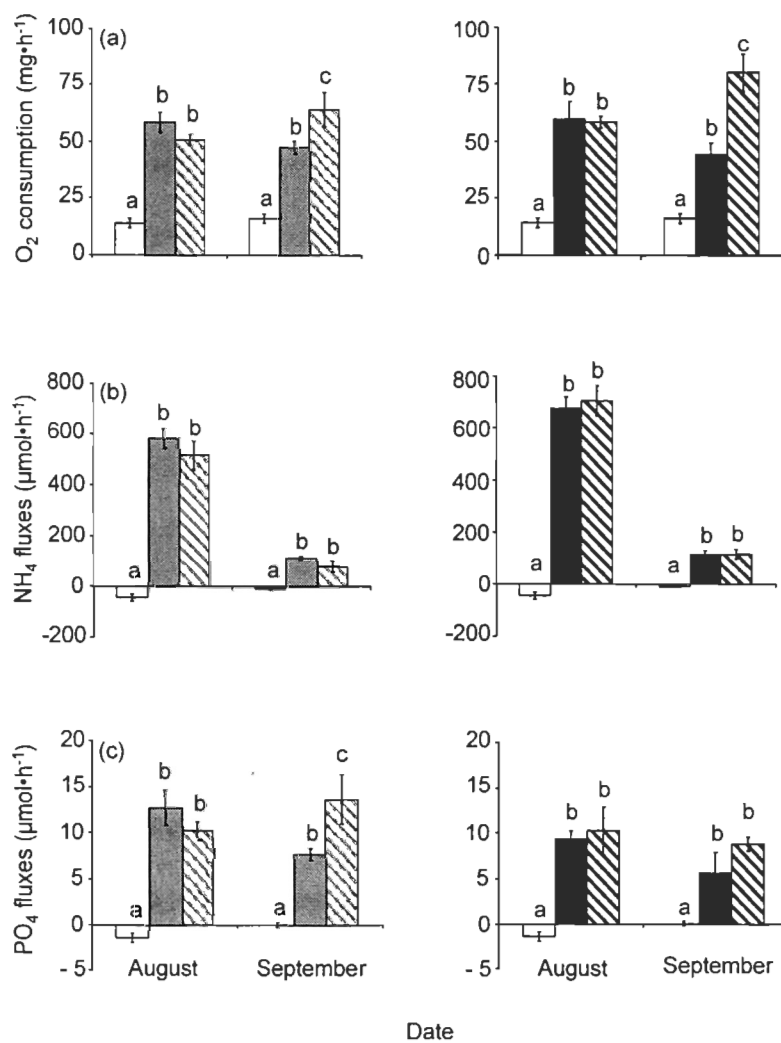 (a)
O₂ consumption (mg•h⁻¹)
100
75
50
25
0
a b b a b c
100
75
50
25
0
a b b a b c
(b)
NH₄ fluxes (µmol•h⁻¹)
800
600
400
200
0
-200
a b b a b b
800
600
400
200
0
-200
a b b a b b
(c)
PO₄ fluxes (µmol•h⁻¹)
20
15
10
5
0
- 5
a b b a b c
August September
20
15
10
5
0
- 5
a b b a b b
August September
Date